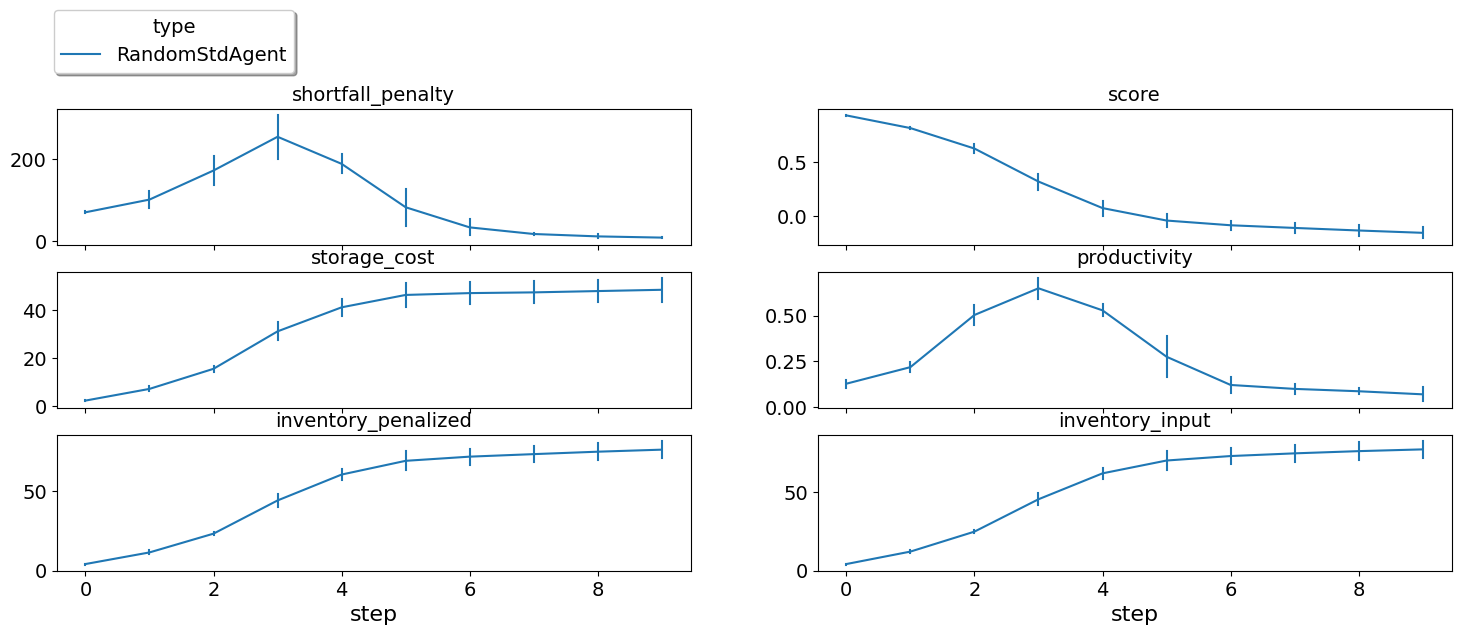 type
RandomStdAgent
shortfall_penalty
200
0
score
0.5
0.0
storage_cost
40
20
0
productivity
0.50
0.25
0.00
inventory_penalized
50
0
0 2 4 6 8
step
inventory_input
50
0
0 2 4 6 8
step